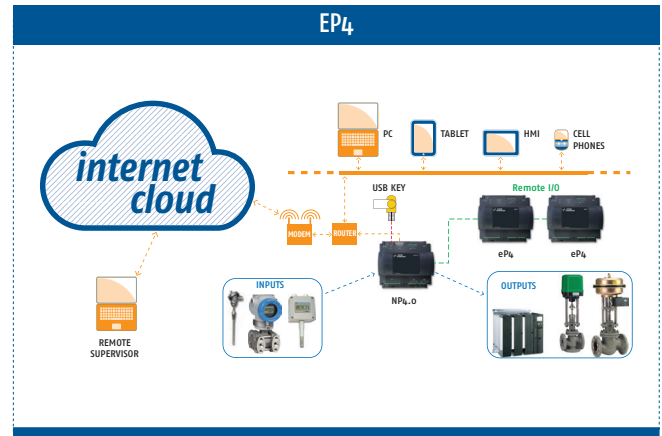 EP4
internet
cloud
PC
TABLET
HMI
CELL
PHONES
USB KEY
Remote I/O
MODEM
ROUTER
eP4
eP4
NP4.0
INPUTS
OUTPUTS
REMOTE
SUPERVISOR